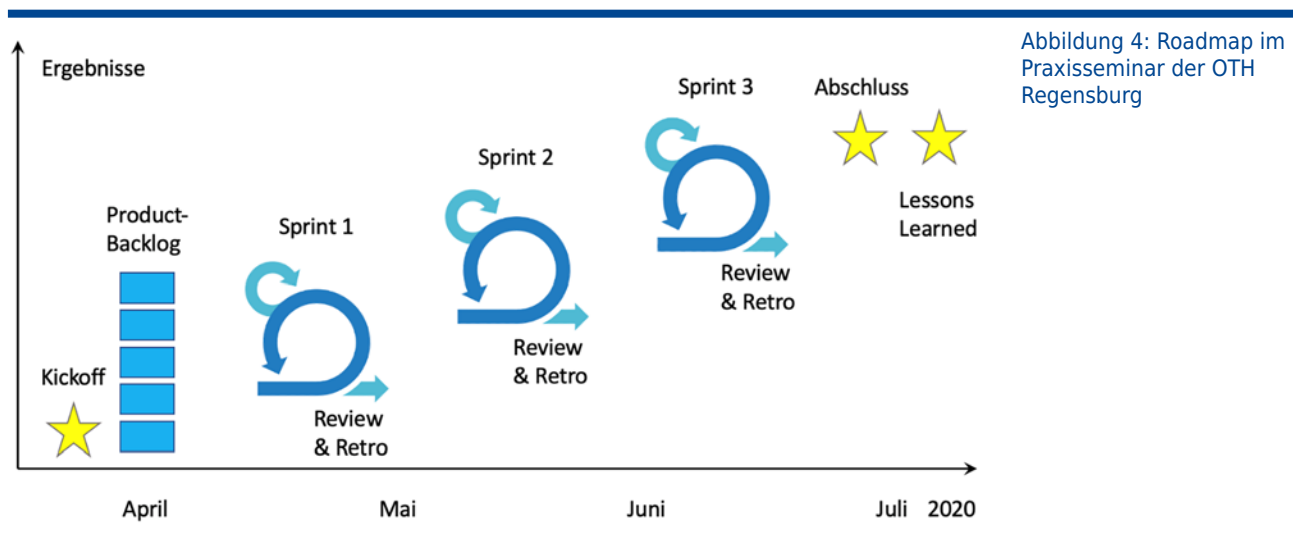 Abbildung 4: Roadmap im
Praxisseminar der OTH
Regensburg
Ergebnisse
Kickoff
Product-
Backlog
Sprint 1
Review
& Retro
Sprint 2
Review
& Retro
Sprint 3
Review
& Retro
Abschluss
Lessons
Learned
April
Mai
Juni
Juli
2020